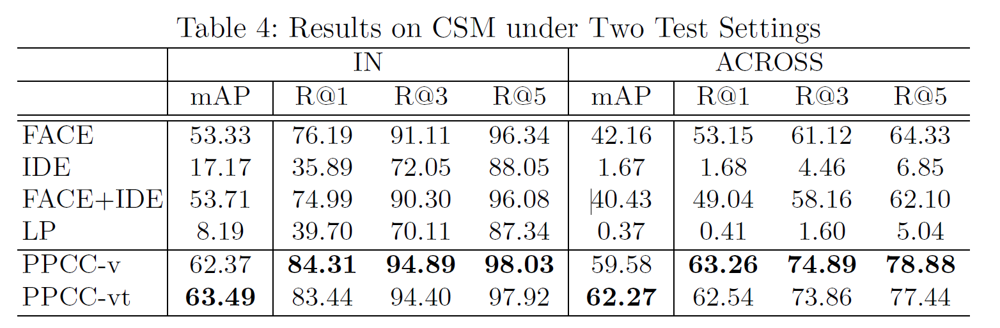 Table 4: Results on CSM under Two Test Settings
IN ACROSS
mAP R@1 R@3 R@5 mAP R@1 R@3 R@5
FACE 53.33 76.19 91.11 96.34 42.16 53.15 61.12 64.33
IDE 17.17 35.89 72.05 88.05 1.67 1.68 4.46 6.85
FACE+IDE 53.71 74.99 90.30 96.08 40.43 49.04 58.16 62.10
LP 8.19 39.70 70.11 87.34 0.37 0.41 1.60 5.04
PPCC-v 62.37 84.31 94.89 98.03 59.58 63.26 74.89 78.88
PPCC-vt 63.49 83.44 94.40 97.92 62.27 62.54 73.86 77.44